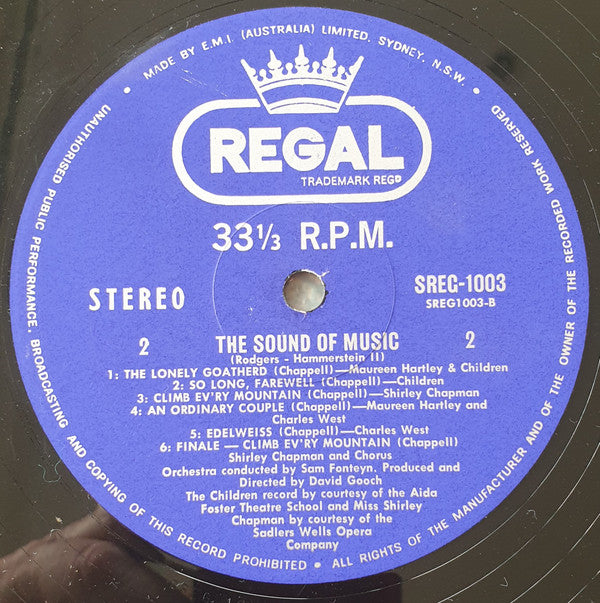 MADE BY E.M.I. (AUSTRALIA) LIMITED. SYDNEY, N.S.W. •
UNAUTHORISED PUBLIC PERFORMANCE, BROADCASTING AND COPYING OF THIS RECORD PROHIBITED • ALL RIGHTS OF THE MANUFACTURER AND OF THE OWNER OF THE RECORDED WORK RESERVED
REGAL
TRADEMARK REGD
33⅓ R.P.M.
STEREO
SREG-1003
SREG1003-B
2 THE SOUND OF MUSIC 2
(Rodgers - Hammerstein II)
1: THE LONELY GOATHERD (Chappell)—Maureen Hartley & Children
2: SO LONG, FAREWELL (Chappell)—Children
3: CLIMB EV'RY MOUNTAIN (Chappell)—Shirley Chapman
4: AN ORDINARY COUPLE (Chappell)—Maureen Hartley and
Charles West
5: EDELWEISS (Chappell)—Charles West
6: FINALE — CLIMB EV'RY MOUNTAIN (Chappell)
Shirley Chapman and Chorus
Orchestra conducted by Sam Fonteyn. Produced and
Directed by David Gooch
The Children record by courtesy of the Aida
Foster Theatre School and Miss Shirley
Chapman by courtesy of the
Sadlers Wells Opera
Company